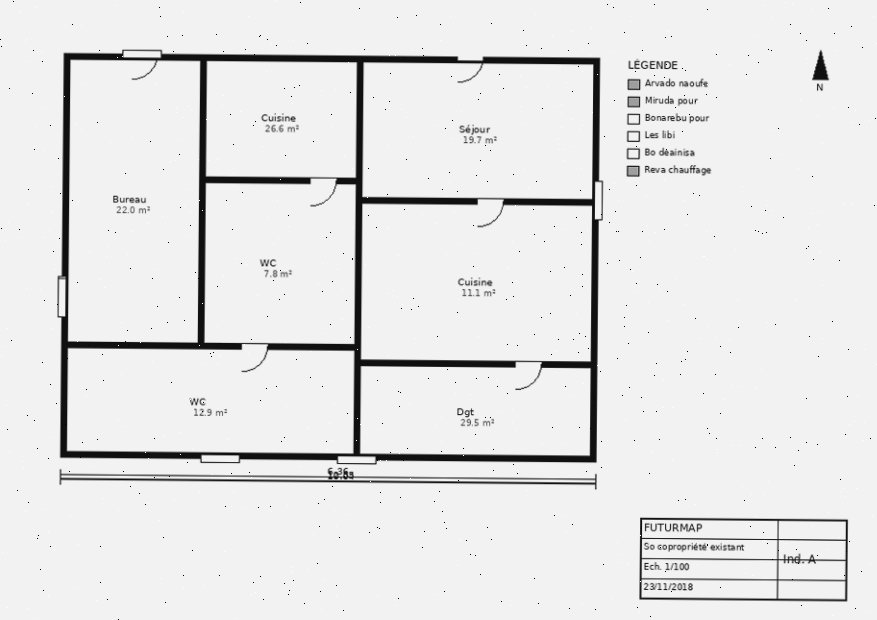 LÉGENDE
Arvado naoufe
Miruda pour
Bonarebu pour
Les libi
Bo dèainisa
Reva chauffage
N
Cuisine
26.6 m²
Séjour
19.7 m²
Bureau
22.0 m²
WC
7.8 m²
Cuisine
11.1 m²
WC
12.9 m²
Dgt
29.5 m²
FUTURMAP
So copropriété existant
Ind. A
Ech. 1/100
23/11/2018